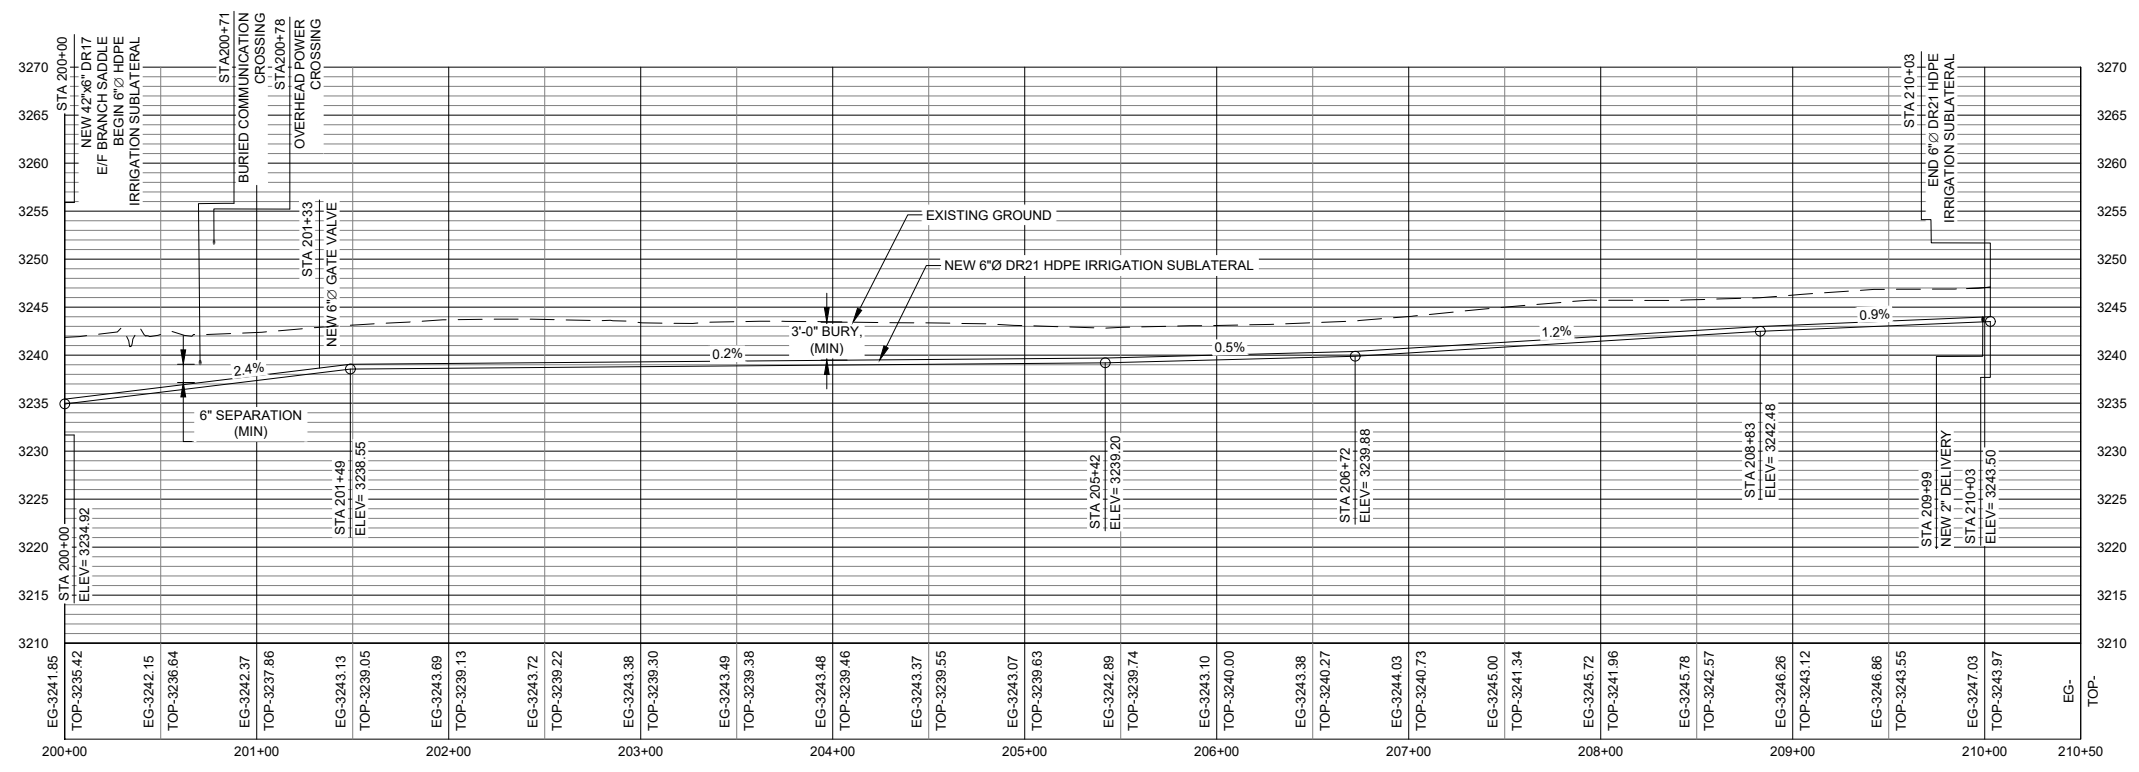 STA 200+00
NEW 42"x6" DR17
E/F BRANCH SADDLE
BEGIN 6"∅ HDPE
IRRIGATION SUBLATERAL
STA200+71
BURIED COMMUNICATION
CROSSING
STA200+78
OVERHEAD POWER
CROSSING
STA 201+33
NEW 6"∅ GATE VALVE
STA 210+03
END 6"∅ DR21 HDPE
IRRIGATION SUBLATERAL
3270
3265
3260
3255
3250
3245
3240
3235
3230
3225
3220
3215
3210
3270
3265
3260
3255
3250
3245
3240
3235
3230
3225
3220
3215
3210
EXISTING GROUND
NEW 6"Ø DR21 HDPE IRRIGATION SUBLATERAL
3'-0" BURY,
(MIN)
6" SEPARATION
(MIN)
2.4%
0.2%
0.5%
1.2%
0.9%
STA 200+00
ELEV= 3234.92
STA 201+49
ELEV= 3238.55
STA 205+42
ELEV= 3239.20
STA 206+72
ELEV= 3239.88
STA 208+83
ELEV= 3242.48
STA 209+99
NEW 2" DELIVERY
STA 210+03
ELEV= 3243.50
EG-3241.85
TOP-3235.42
EG-3242.15
TOP-3236.64
EG-3242.37
TOP-3237.86
EG-3243.13
TOP-3239.05
EG-3243.69
TOP-3239.13
EG-3243.72
TOP-3239.22
EG-3243.38
TOP-3239.30
EG-3243.49
TOP-3239.38
EG-3243.48
TOP-3239.46
EG-3243.37
TOP-3239.55
EG-3243.07
TOP-3239.63
EG-3242.89
TOP-3239.74
EG-3243.10
TOP-3240.00
EG-3243.38
TOP-3240.27
EG-3244.03
TOP-3240.73
EG-3245.00
TOP-3241.34
EG-3245.72
TOP-3241.96
EG-3245.78
TOP-3242.57
EG-3246.26
TOP-3243.12
EG-3246.86
TOP-3243.55
EG-3247.03
TOP-3243.97
EG-
TOP-
200+00
201+00
202+00
203+00
204+00
205+00
206+00
207+00
208+00
209+00
210+00
210+50